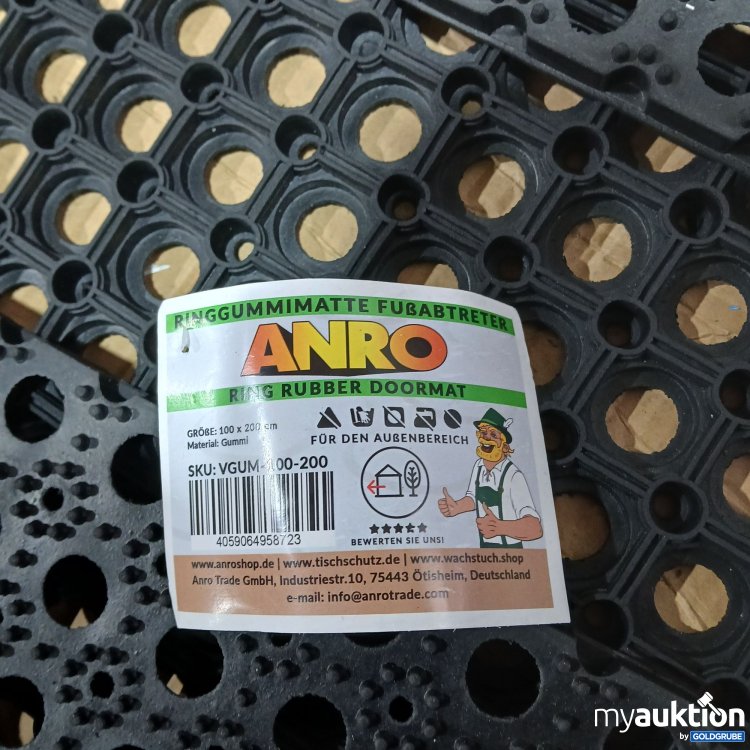 RINGGUMMIMATTE FUßABTRETER
ANRO
RING RUBBER DOORMAT
GRÖßE: 100 x 200 cm
Material: Gummi
FÜR DEN AUßENBEREICH
SKU: VGUM-100-200
4059064958723
BEWERTEN SIE UNS!
www.anroshop.de | www.tischschutz.de | www.wachstuch.shop
Anro Trade GmbH, Industriestr.10, 75443 Ötisheim, Deutschland
e-mail: info@anrotrade.com
myauktion
by GOLDGRUBE